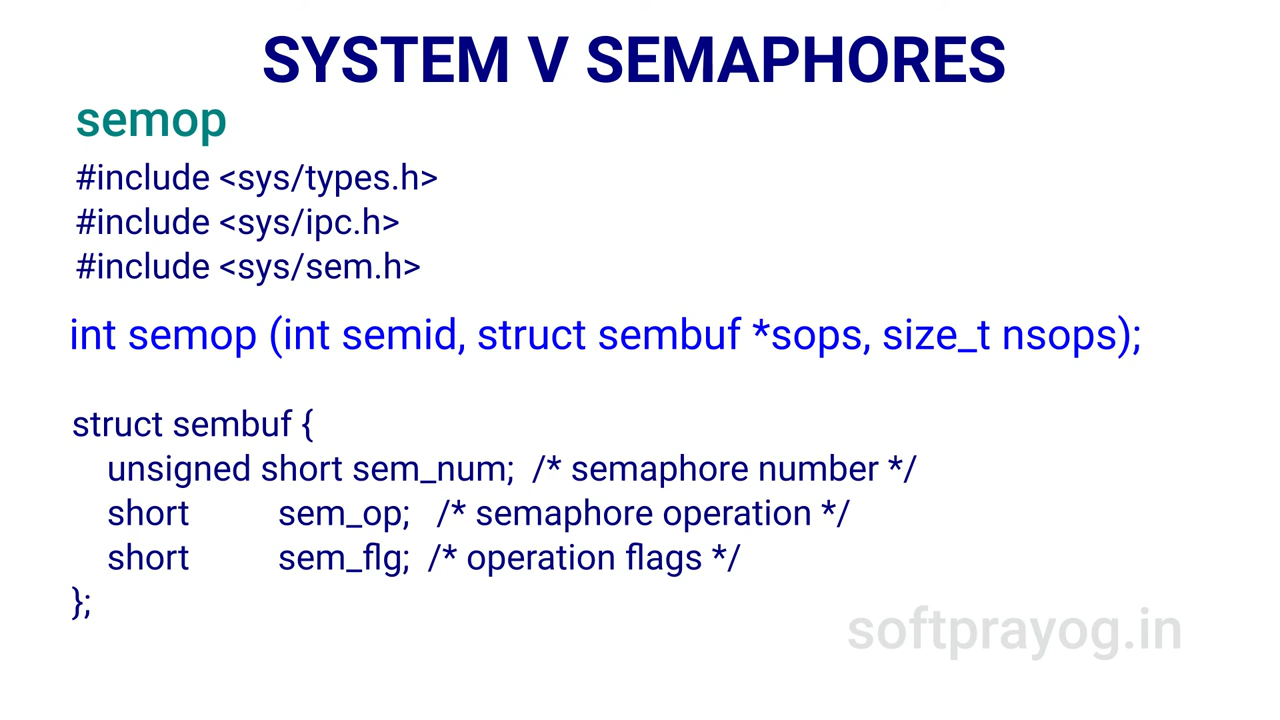 SYSTEM V SEMAPHORES
semop
#include <sys/types.h>
#include <sys/ipc.h>
#include <sys/sem.h>
int semop (int semid, struct sembuf *sops, size_t nsops);
struct sembuf {
unsigned short sem_num; /* semaphore number */
short sem_op; /* semaphore operation */
short sem_flg; /* operation flags */
};
softprayog.in